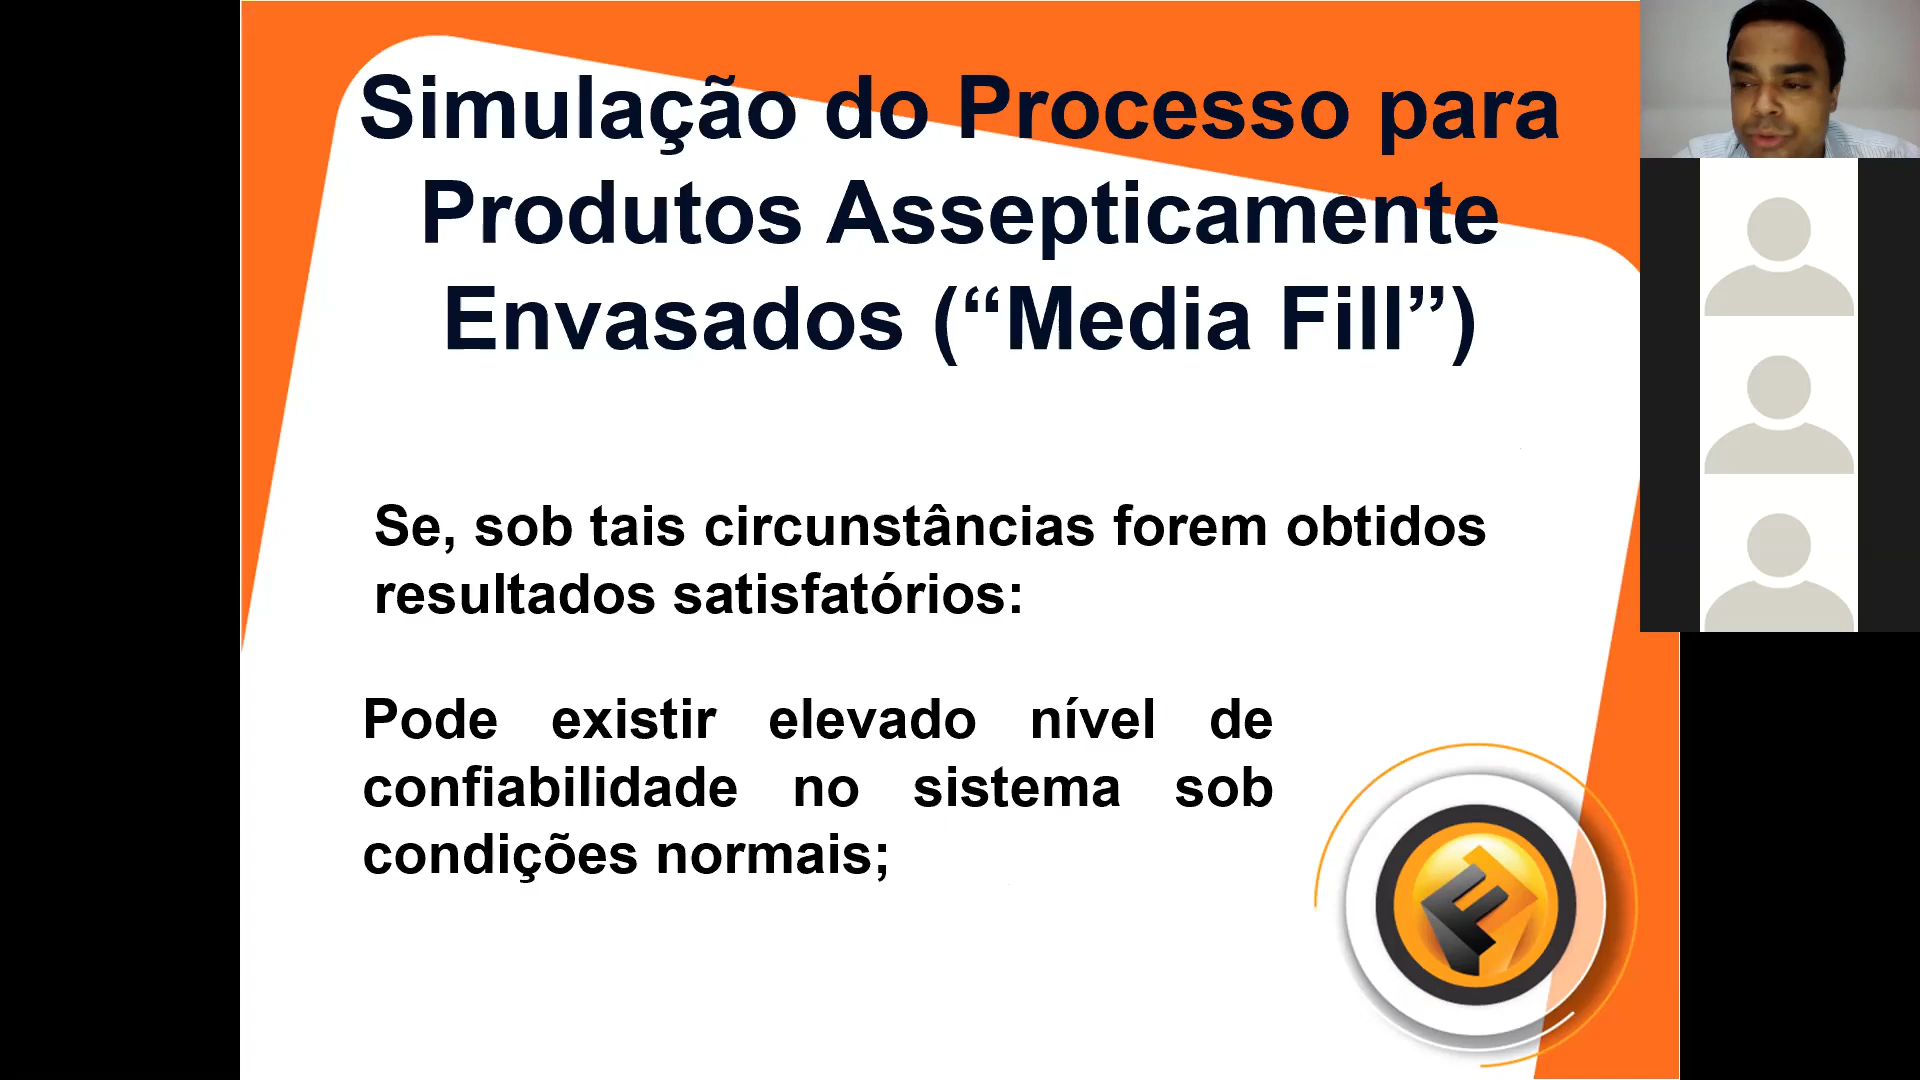 Simulação do Processo para
Produtos Assepticamente
Envasados (“Media Fill”)
Se, sob tais circunstâncias forem obtidos
resultados satisfatórios:
Pode existir elevado nível de
confiabilidade no sistema sob
condições normais;